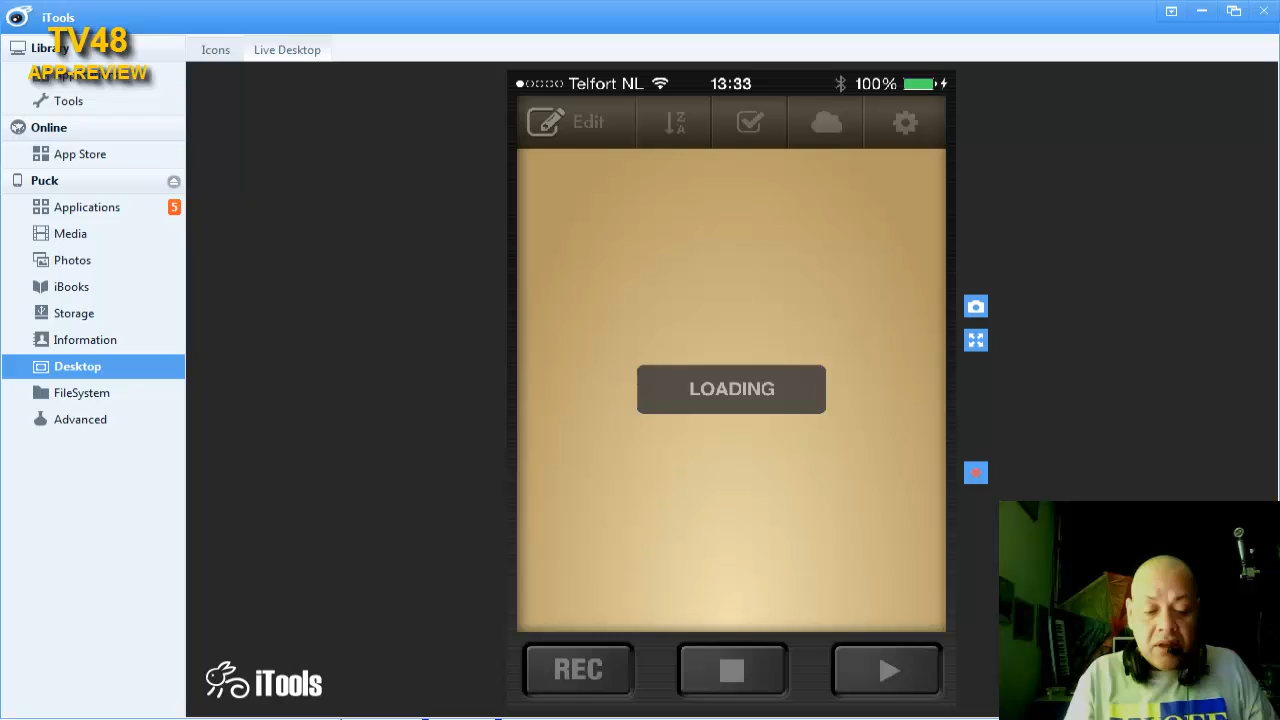 iTools
Library
TV48
APP-REVIEW
Tools
Online
App Store
Puck
Applications
5
Media
Photos
iBooks
Storage
Information
Desktop
FileSystem
Advanced
Icons
Live Desktop
Telfort NL
13:33
100%
Edit
Z
A
LOADING
REC
iTools